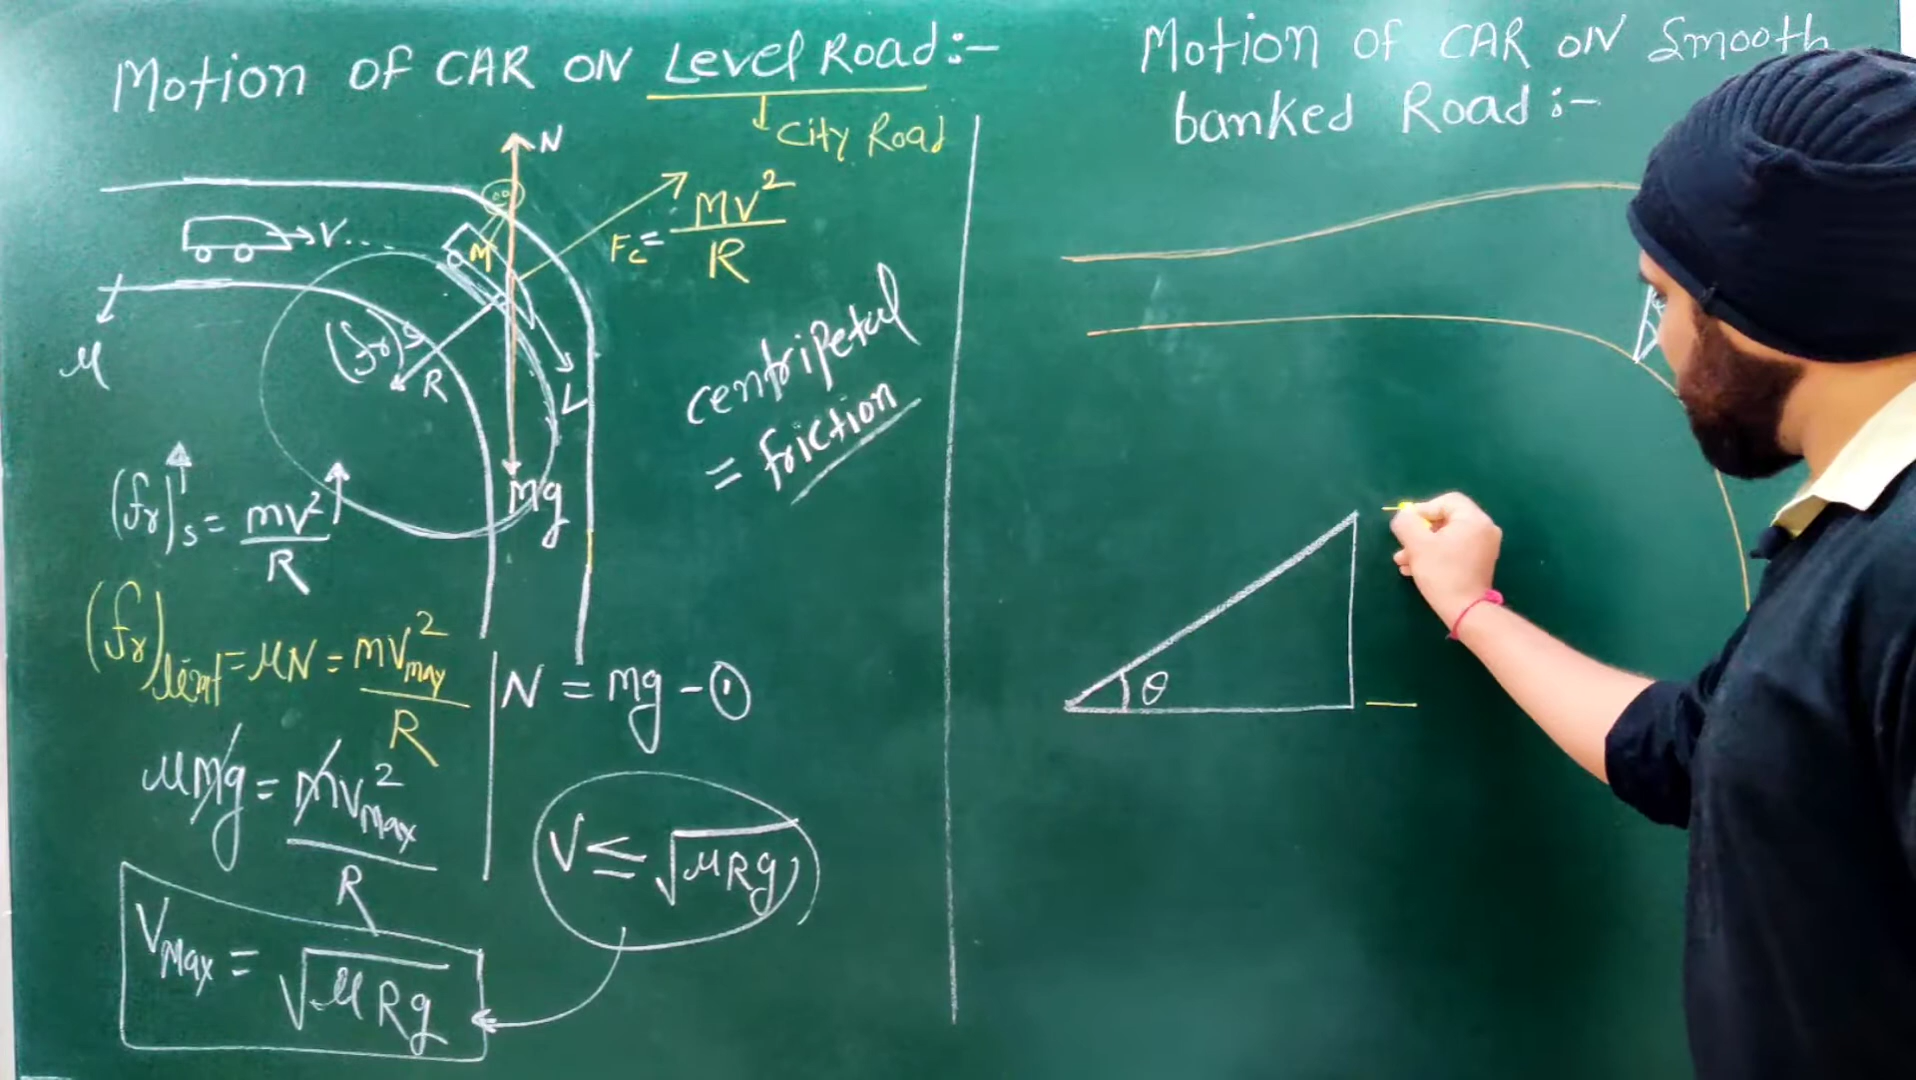 Motion OF CAR ON Level Road:-
City Road
N
V....
M
Fc = MV²/R
μ
(fr)s
R
L
centripetal
= friction
mg
(fr)s = mv²/R
(fr)limit = μN = mV²max/R
N = mg - ①
μmg = mV²max/R
V ≤ √μRg
VMax = √μRg
Motion OF CAR ON Smooth
banked Road:-
θ